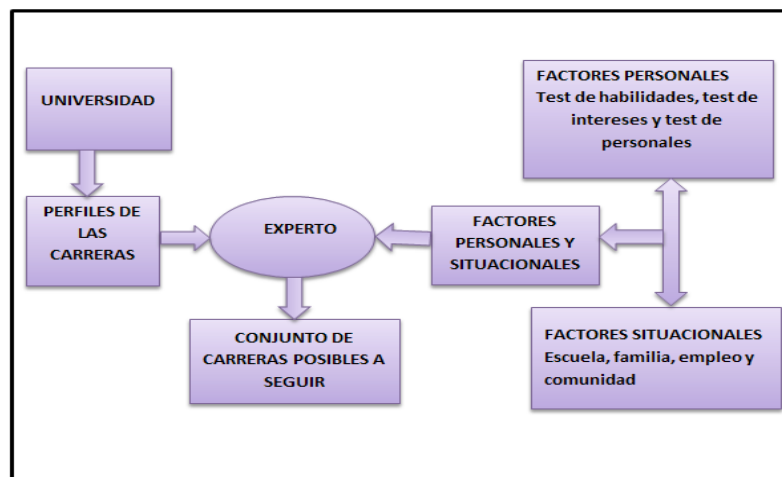 UNIVERSIDAD
PERFILES DE
LAS
CARRERAS
EXPERTO
CONJUNTO DE
CARRERAS POSIBLES A
SEGUIR
FACTORES
PERSONALES Y
SITUACIONALES
FACTORES PERSONALES
Test de habilidades, test de
intereses y test de
personales
FACTORES SITUACIONALES
Escuela, familia, empleo y
comunidad